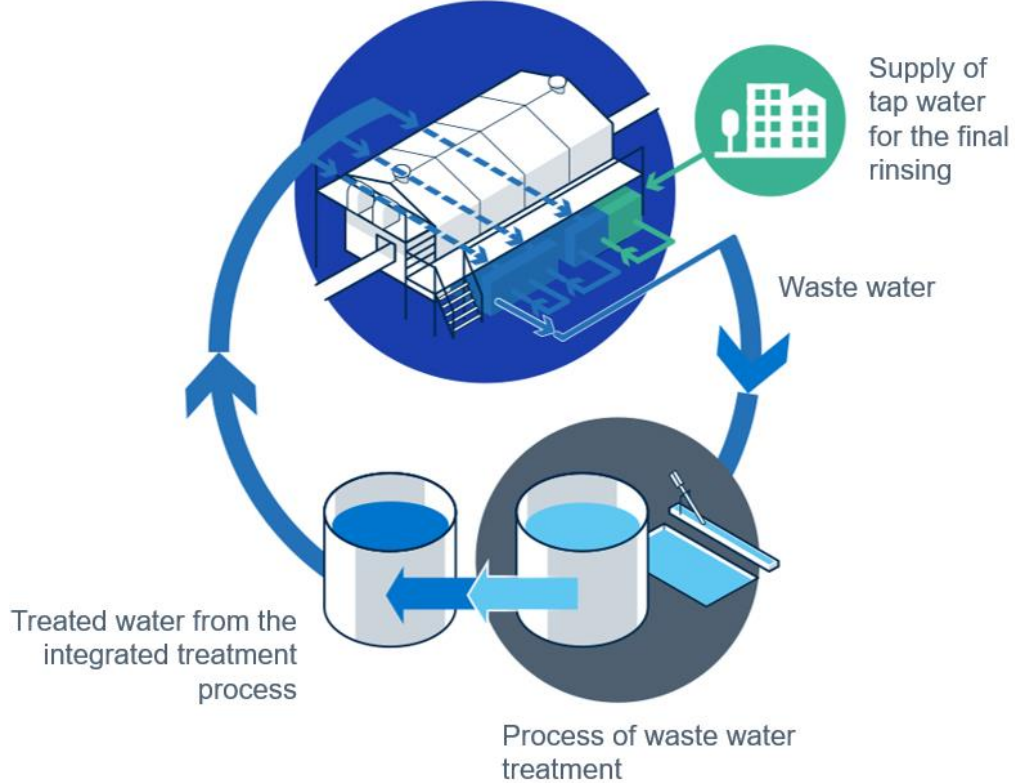 Supply of
tap water
for the final
rinsing
Waste water
Treated water from the
integrated treatment
process
Process of waste water
treatment